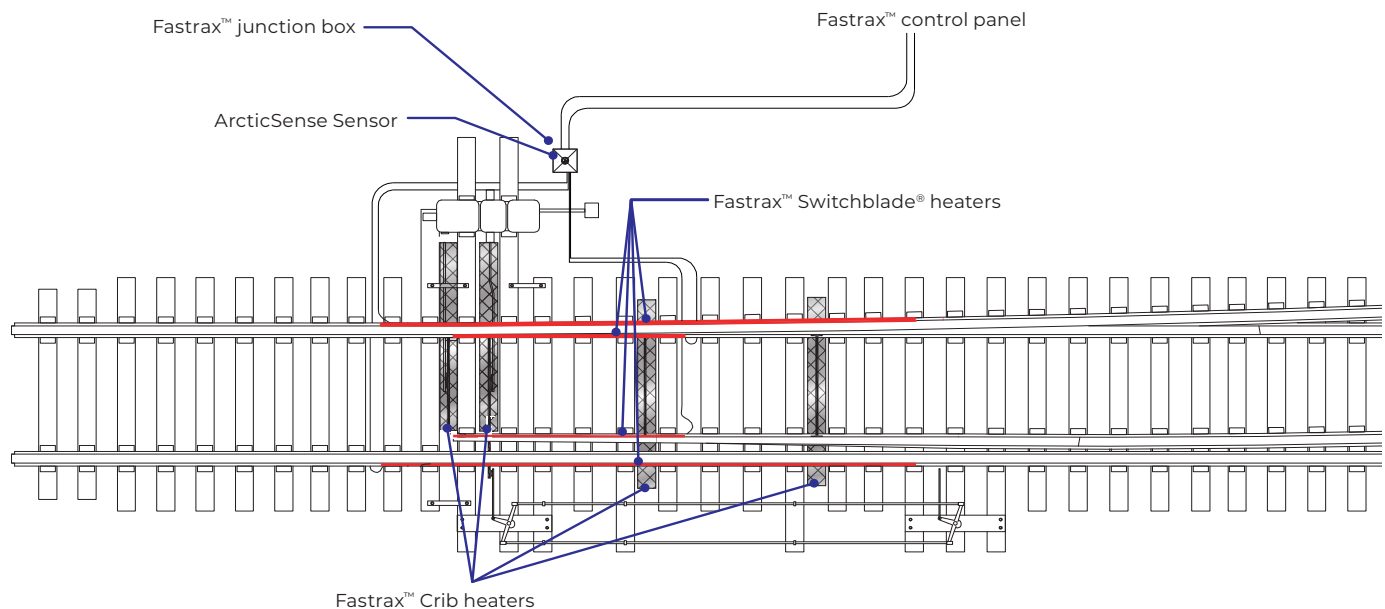 Fastrax™ control panel
Fastrax™ junction box
ArcticSense Sensor
Fastrax™ Switchblade® heaters
Fastrax™ Crib heaters